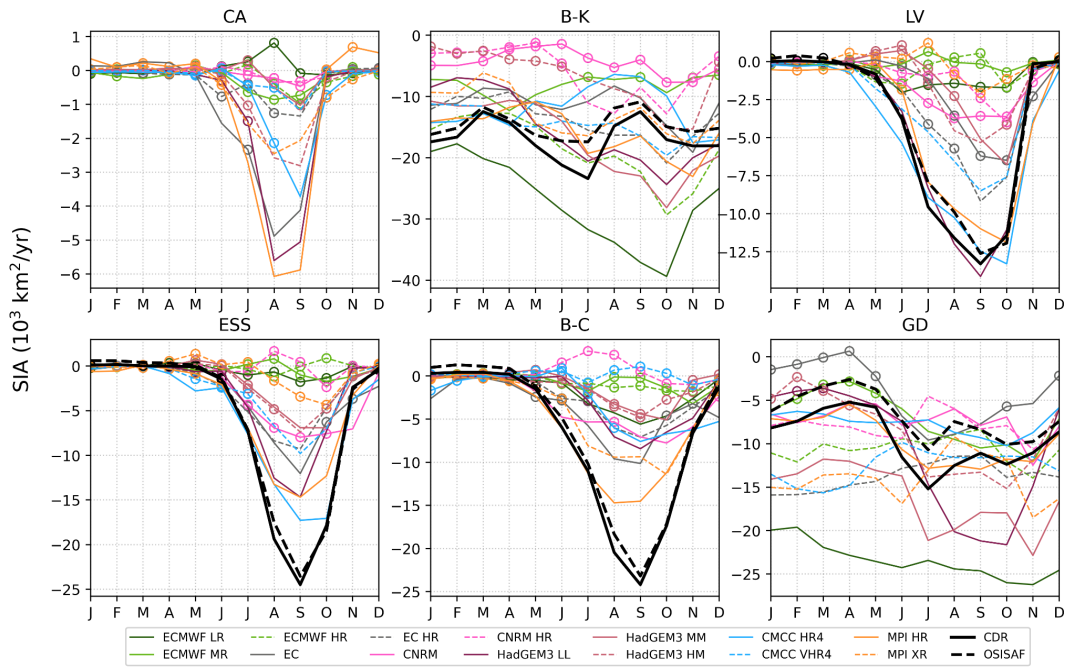 CA
B-K
LV
1
0
−1
−2
−3
−4
−5
−6
J F M A M J J A S O N D
0
−10
−20
−30
−40
J F M A M J J A S O N D
0.0
−2.5
−5.0
−7.5
−10.0
−12.5
J F M A M J J A S O N D
SIA (10³ km²/yr)
ESS
B-C
GD
0
−5
−10
−15
−20
−25
J F M A M J J A S O N D
0
−5
−10
−15
−20
−25
J F M A M J J A S O N D
0
−5
−10
−15
−20
−25
J F M A M J J A S O N D
ECMWF LR ECMWF HR EC HR CNRM HR HadGEM3 MM CMCC HR4 MPI HR CDR
ECMWF MR EC CNRM HadGEM3 LL HadGEM3 HM CMCC VHR4 MPI XR OSISAF